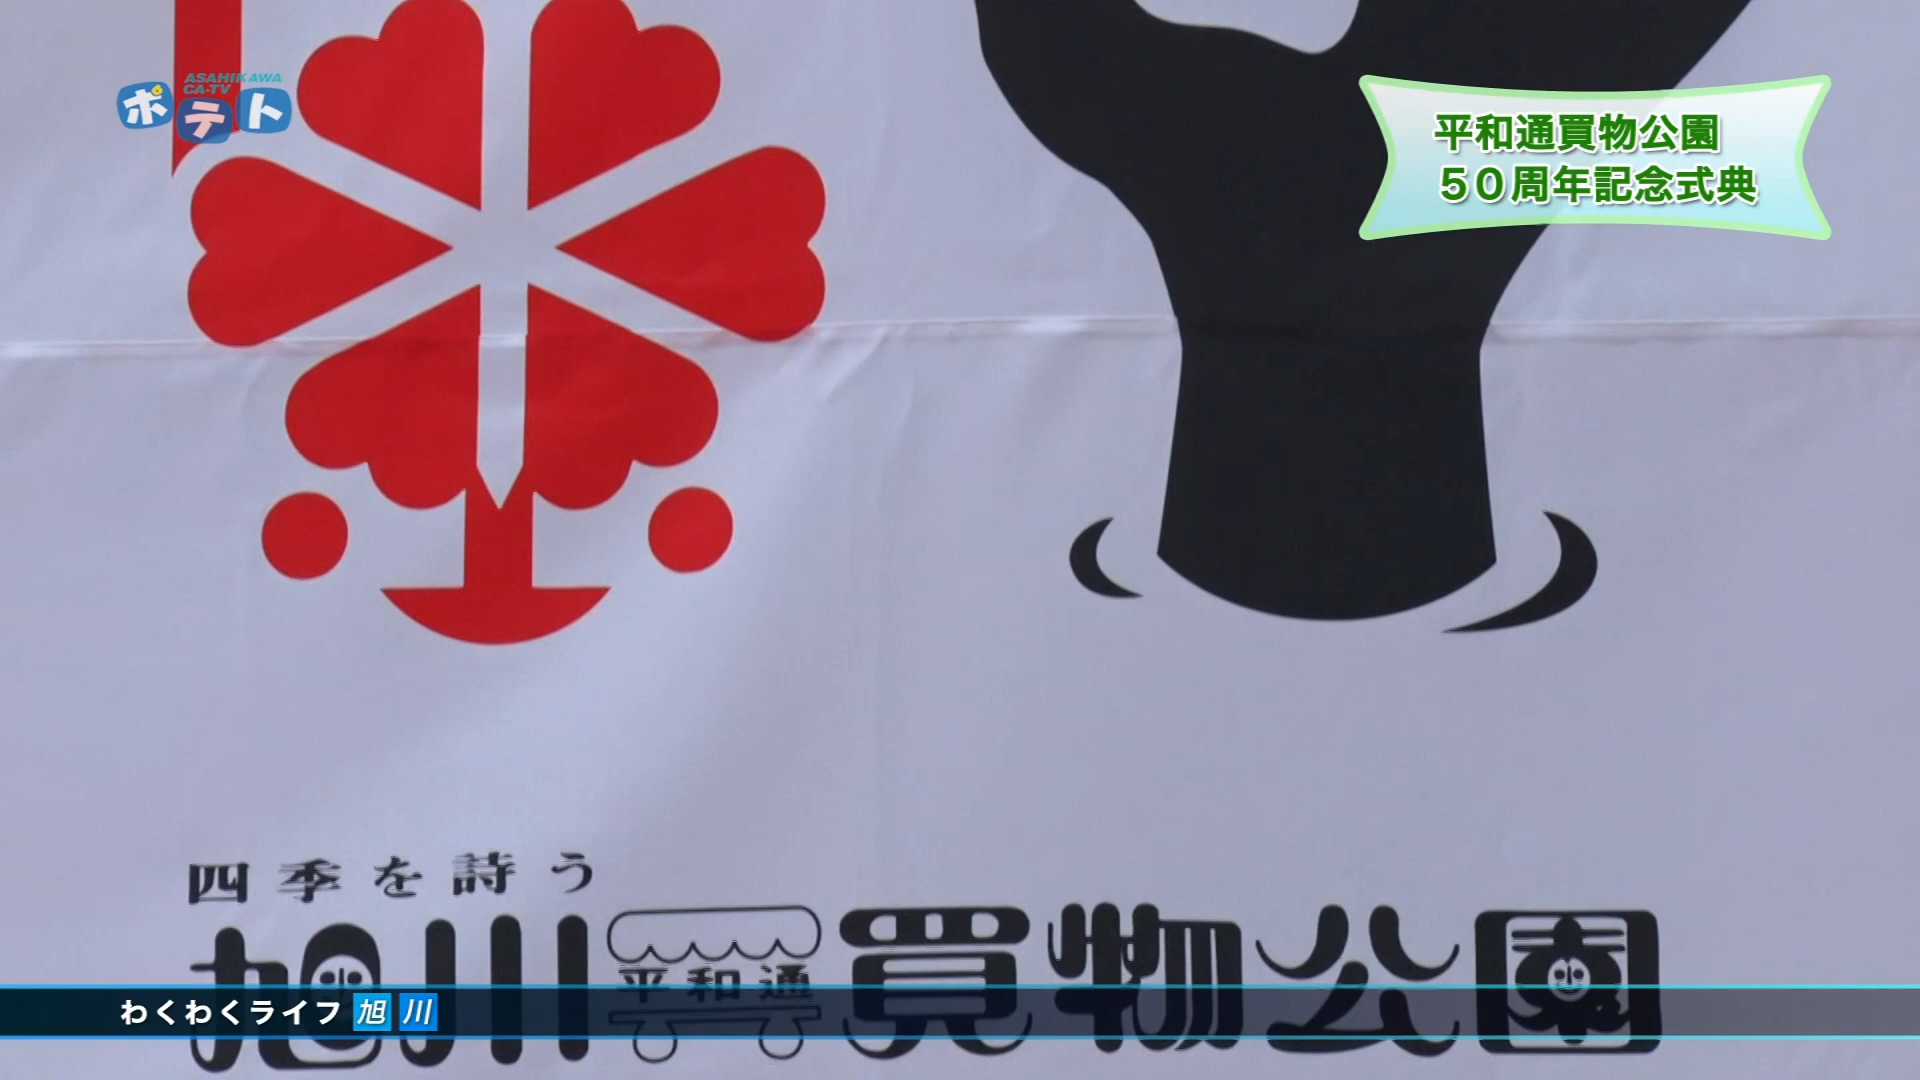 ASAHIKAWA
CA-TV
ポテト
平和通買物公園
５０周年記念式典
四季を詩う
旭川平和通買物公園
わくわくライフ旭川